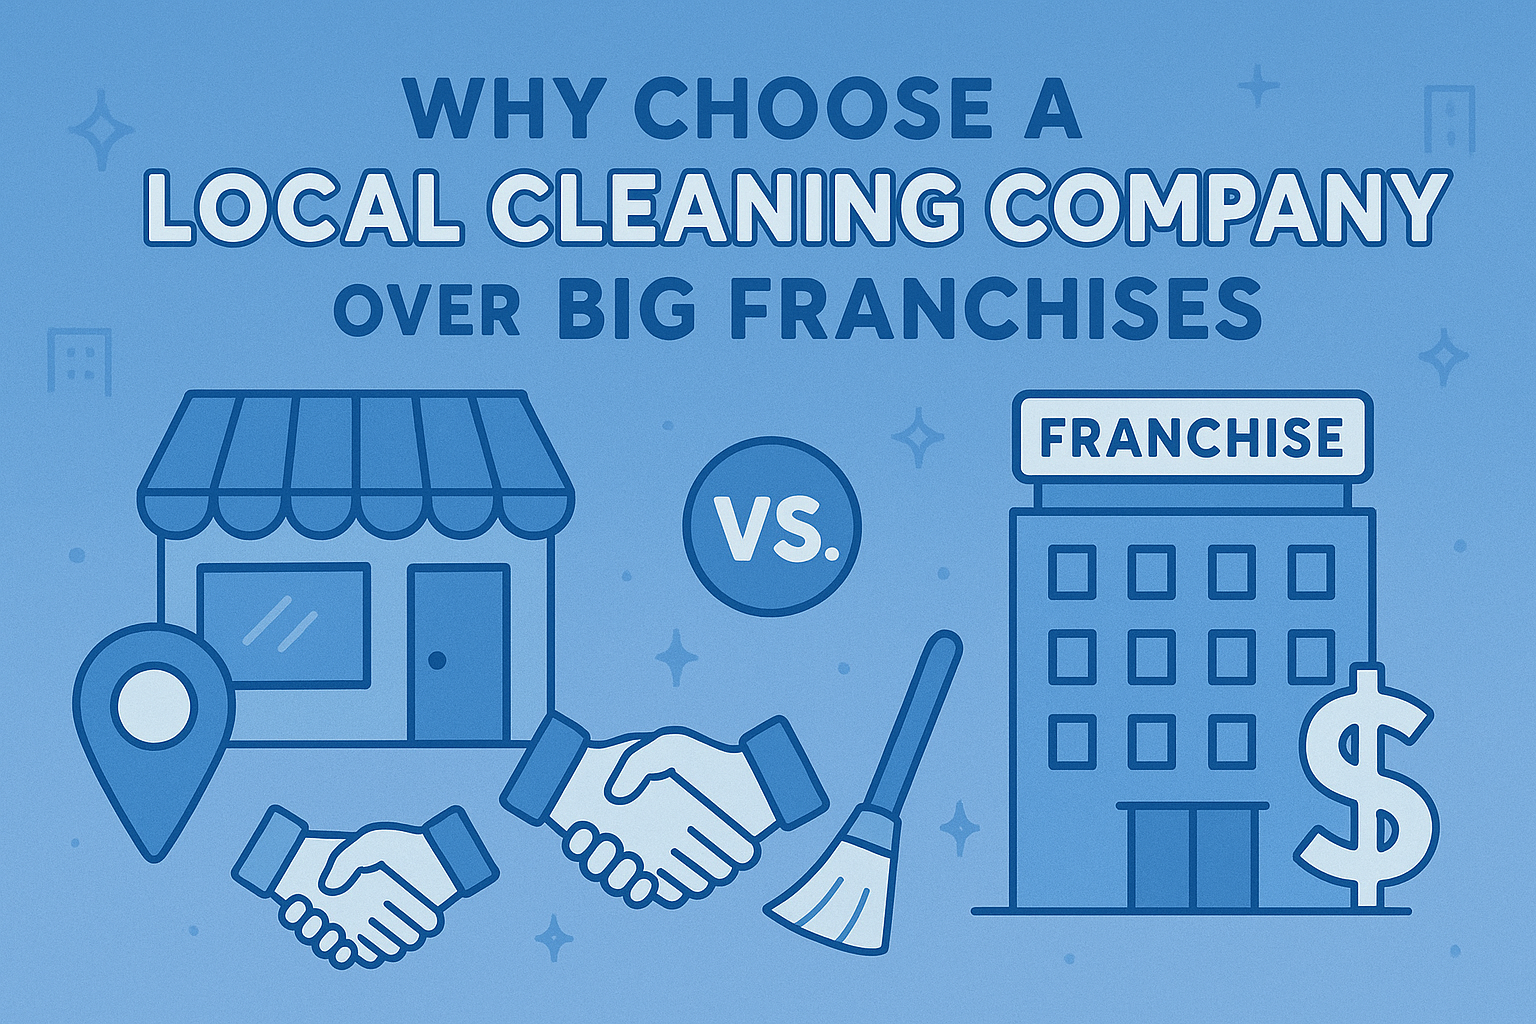 WHY CHOOSE A
LOCAL CLEANING COMPANY
OVER BIG FRANCHISES
VS.
FRANCHISE
$